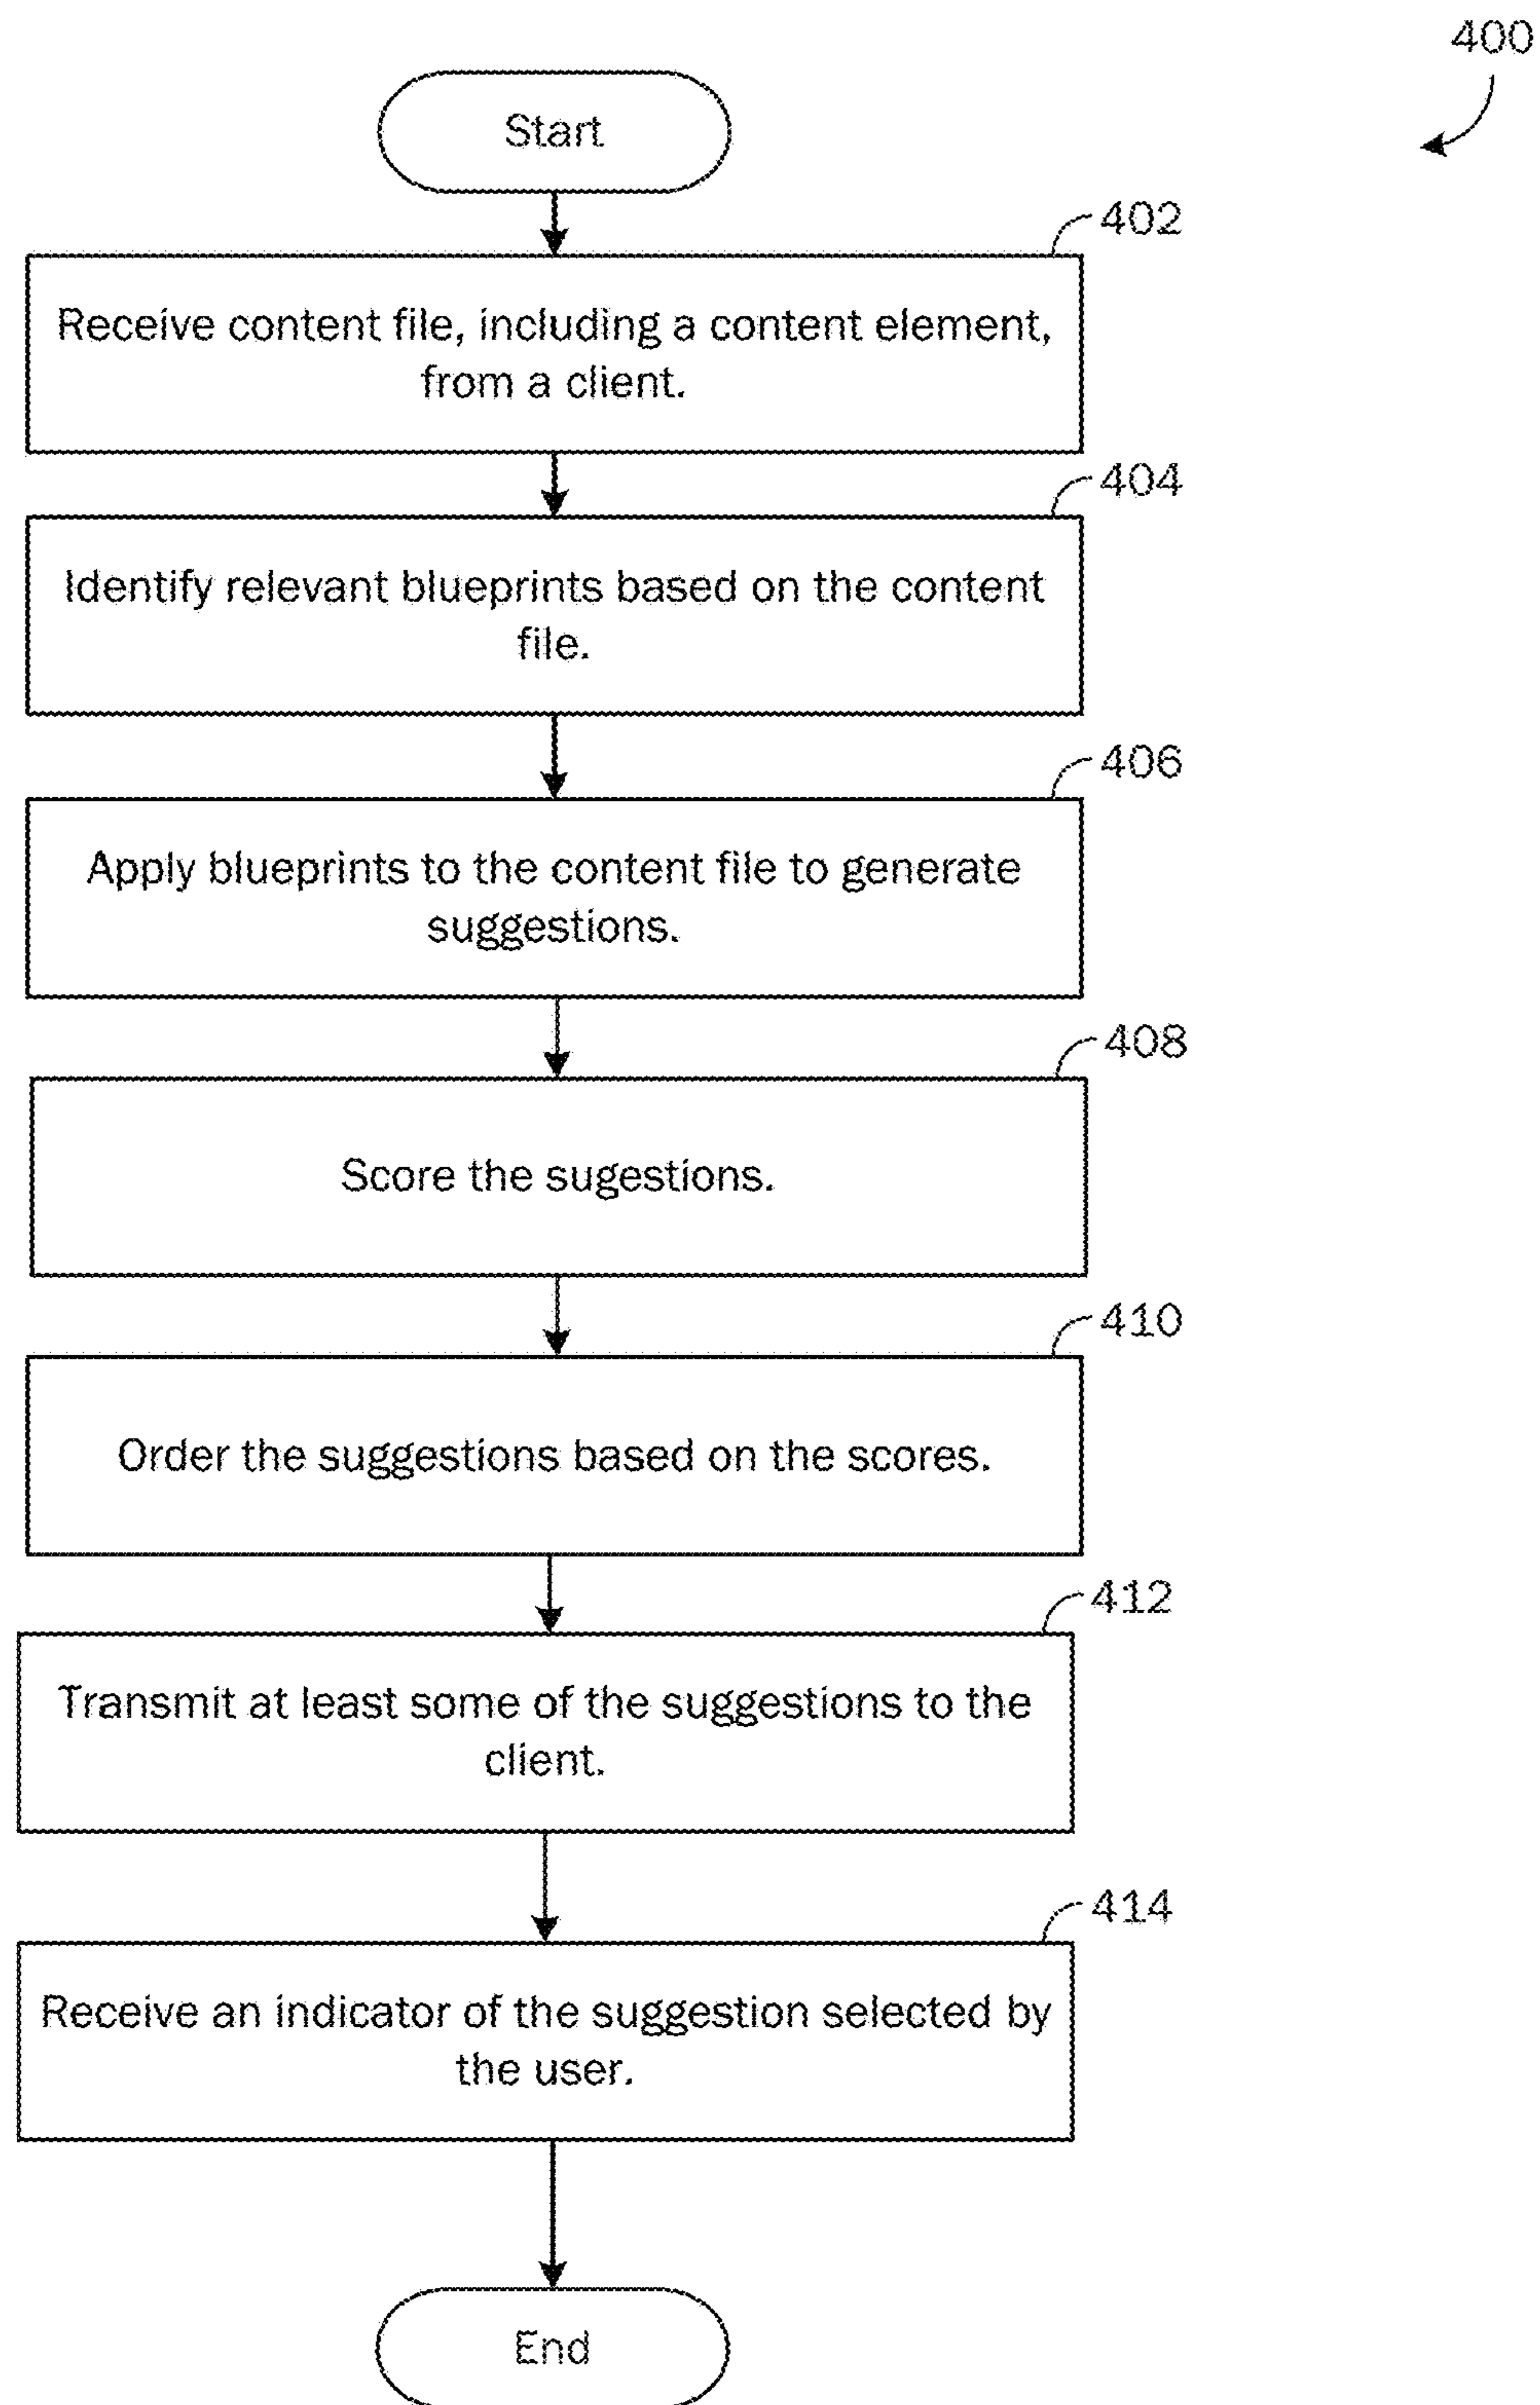 400
Start
402
Receive content file, including a content element,
from a client.
404
Identify relevant blueprints based on the content
file.
406
Apply blueprints to the content file to generate
suggestions.
408
Score the sugestions.
410
Order the suggestions based on the scores.
412
Transmit at least some of the suggestions to the
client.
414
Receive an indicator of the suggestion selected by
the user.
End